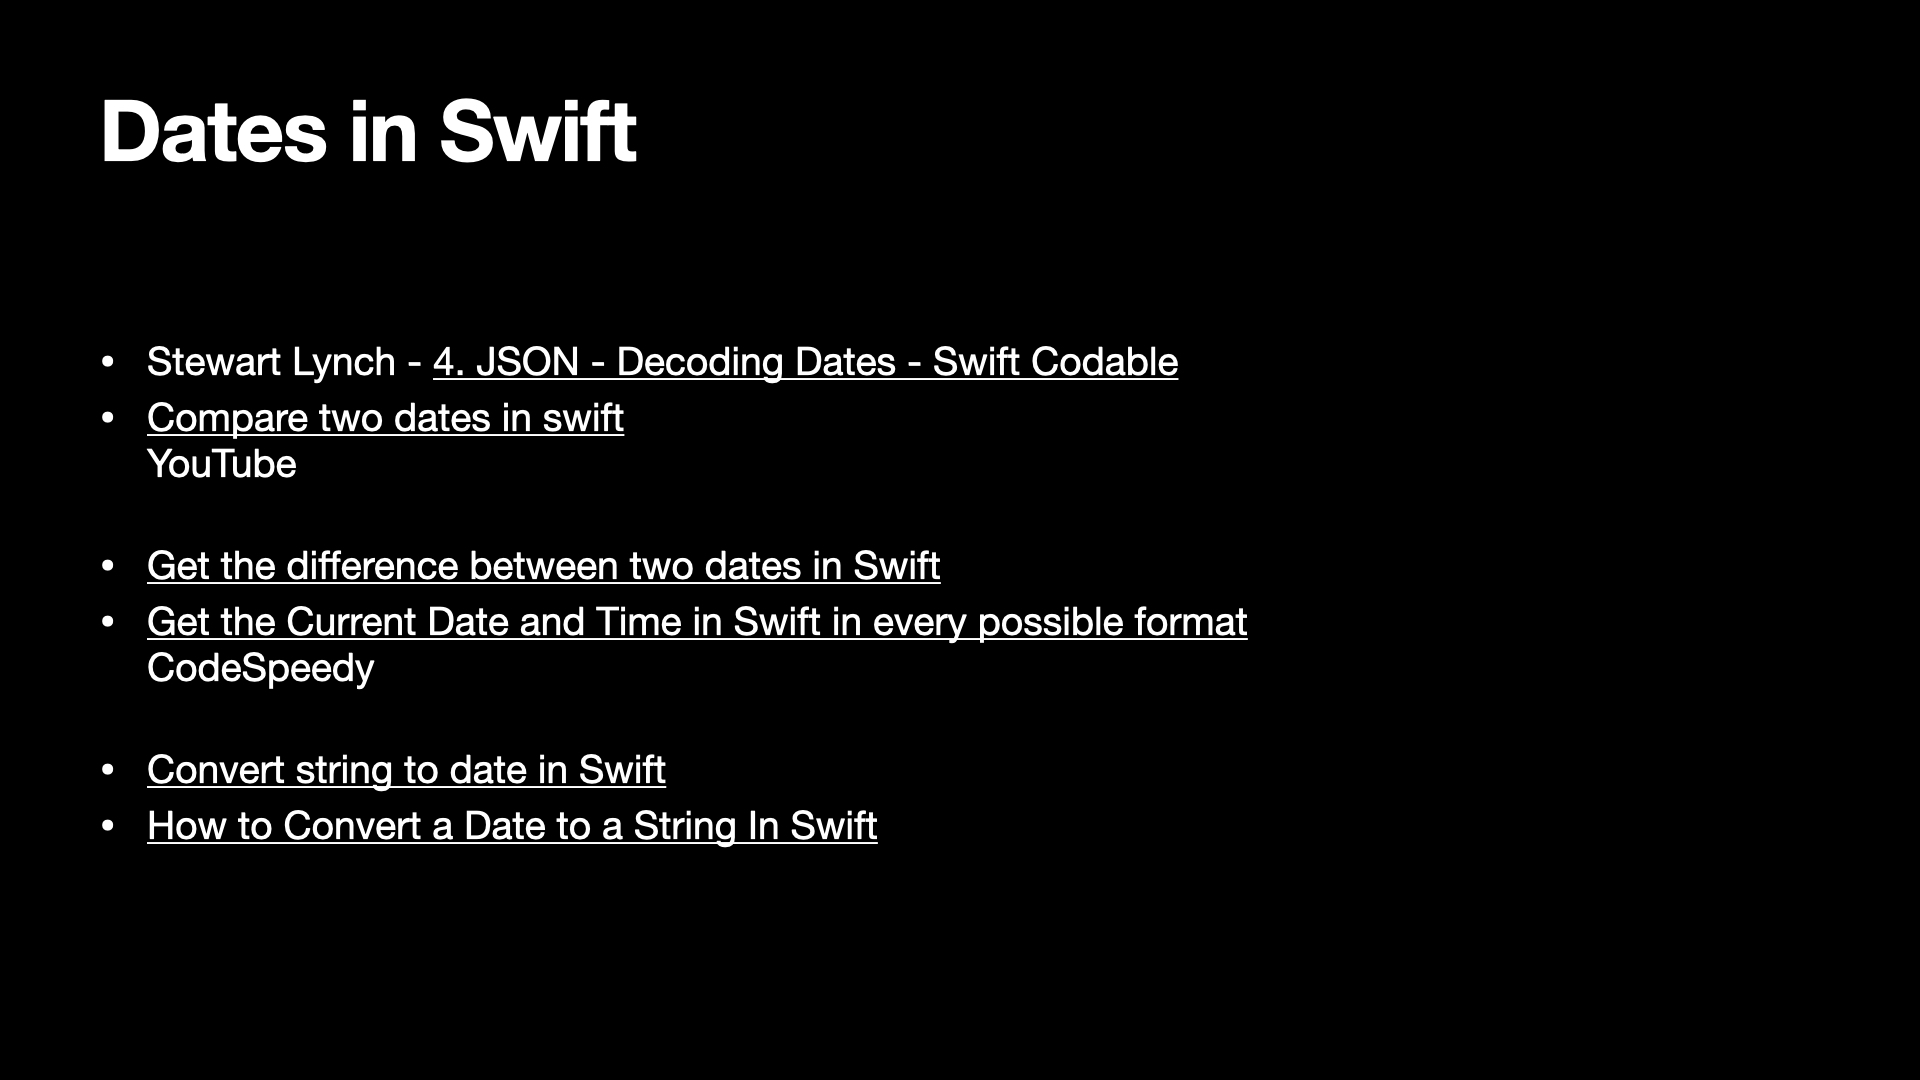 Dates in Swift
• Stewart Lynch - 4. JSON - Decoding Dates - Swift Codable
• Compare two dates in swift
YouTube
• Get the difference between two dates in Swift
• Get the Current Date and Time in Swift in every possible format
CodeSpeedy
• Convert string to date in Swift
• How to Convert a Date to a String In Swift